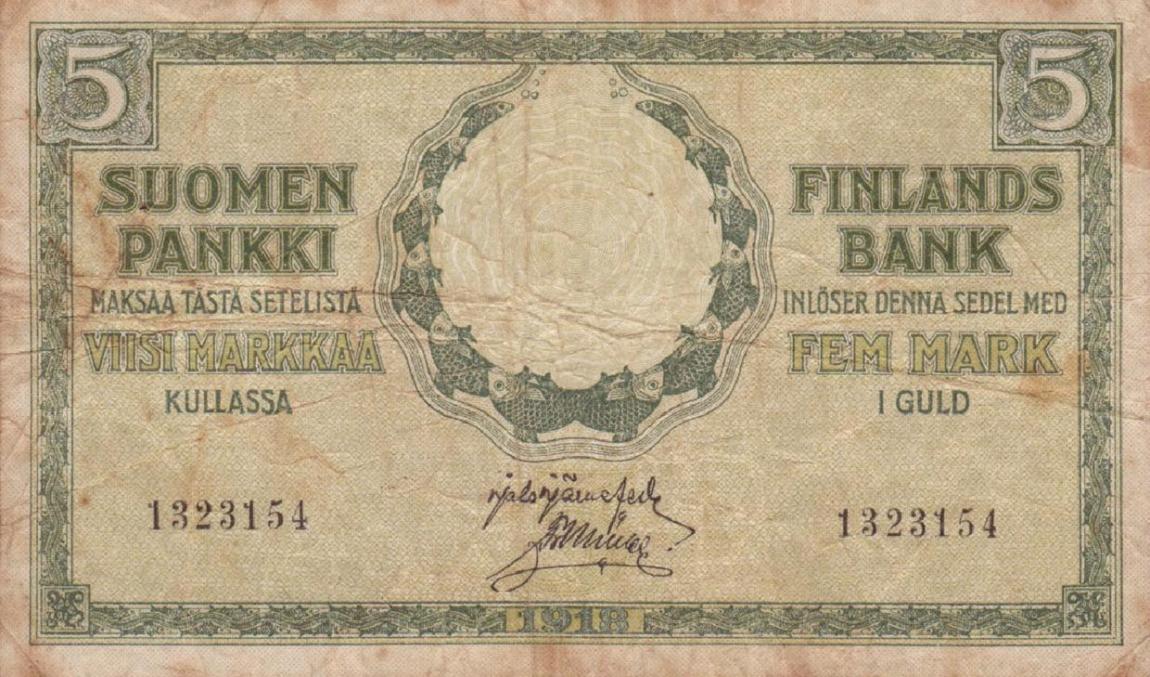 5 5
SUOMEN
PANKKI
MAKSAA TÄSTÄ SETELISTÄ
VIISI MARKKAA
KULLASSA
FINLANDS
BANK
INLÖSER DENNA SEDEL MED
FEM MARK
I GULD
1323154
1323154
1918